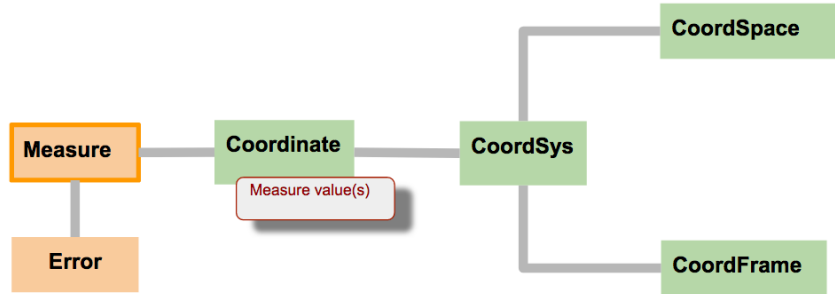 CoordSpace
Measure
Coordinate
CoordSys
Measure value(s)
Error
CoordFrame